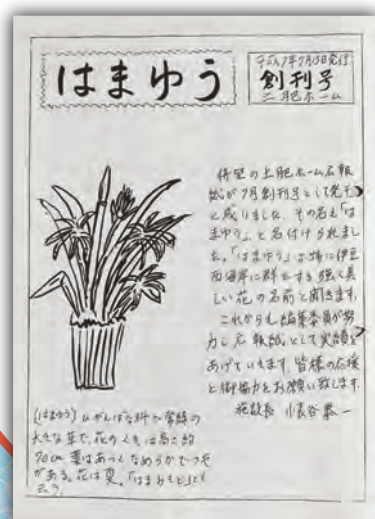 はまゆう
平成7年7月15日発行
創刊号
土肥ホーム
待望の土肥ホーム広報
紙が7月創刊号として発刊
に成りました。その名も「は
まゆう」と名付けられまし
た。「はまゆう」は特に伊豆
西海岸に群生する強く美
しい花の名前と聞きます。
これからも編集委員が努
力し広報紙として実績を
あげていきます。皆様の応援
と御協力をお願い致します。
施設長 小長谷恭一
(はまゆう) ひがんばな科の常緑の
大きな草で、花のくきは高さ約
70cm 葉はあつくなめらかでつや
がある。花は夏。「はまおもと」とも
云う。